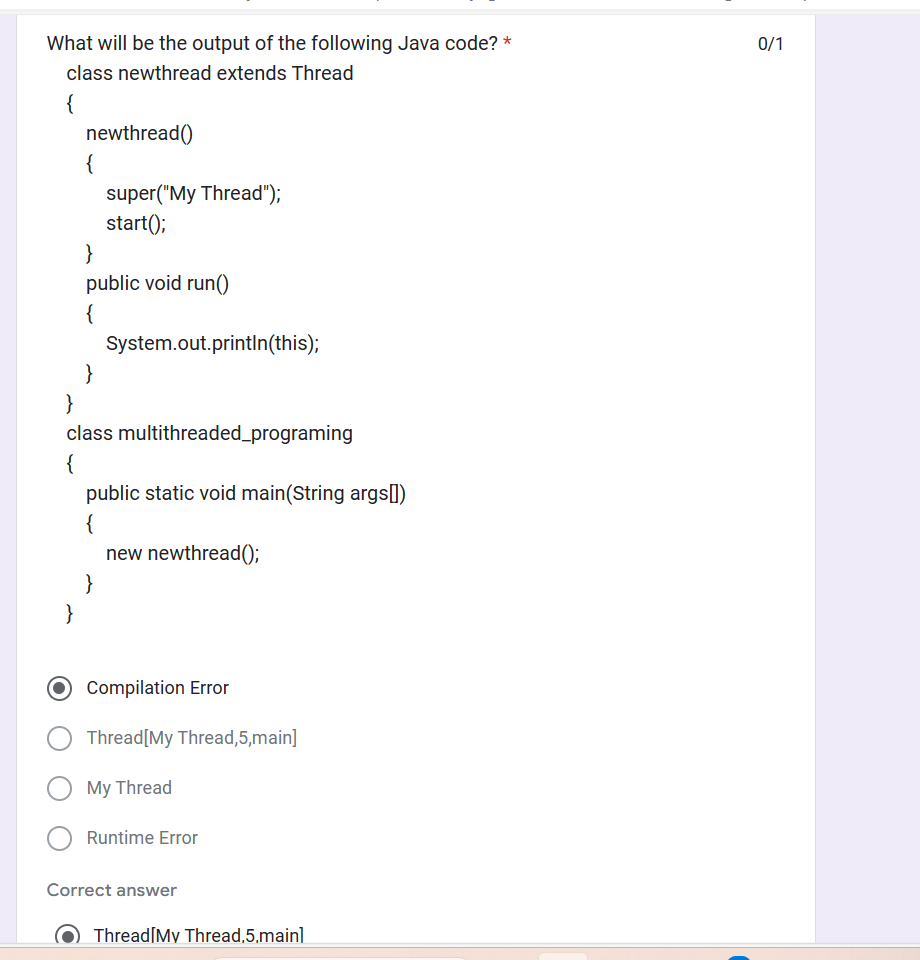 What will be the output of the following Java code? * 0/1
class newthread extends Thread
{
newthread()
{
super("My Thread");
start();
}
public void run()
{
System.out.println(this);
}
}
class multithreaded_programing
{
public static void main(String args[])
{
new newthread();
}
}
Compilation Error
Thread[My Thread,5,main]
My Thread
Runtime Error
Correct answer
Thread[My Thread,5,main]